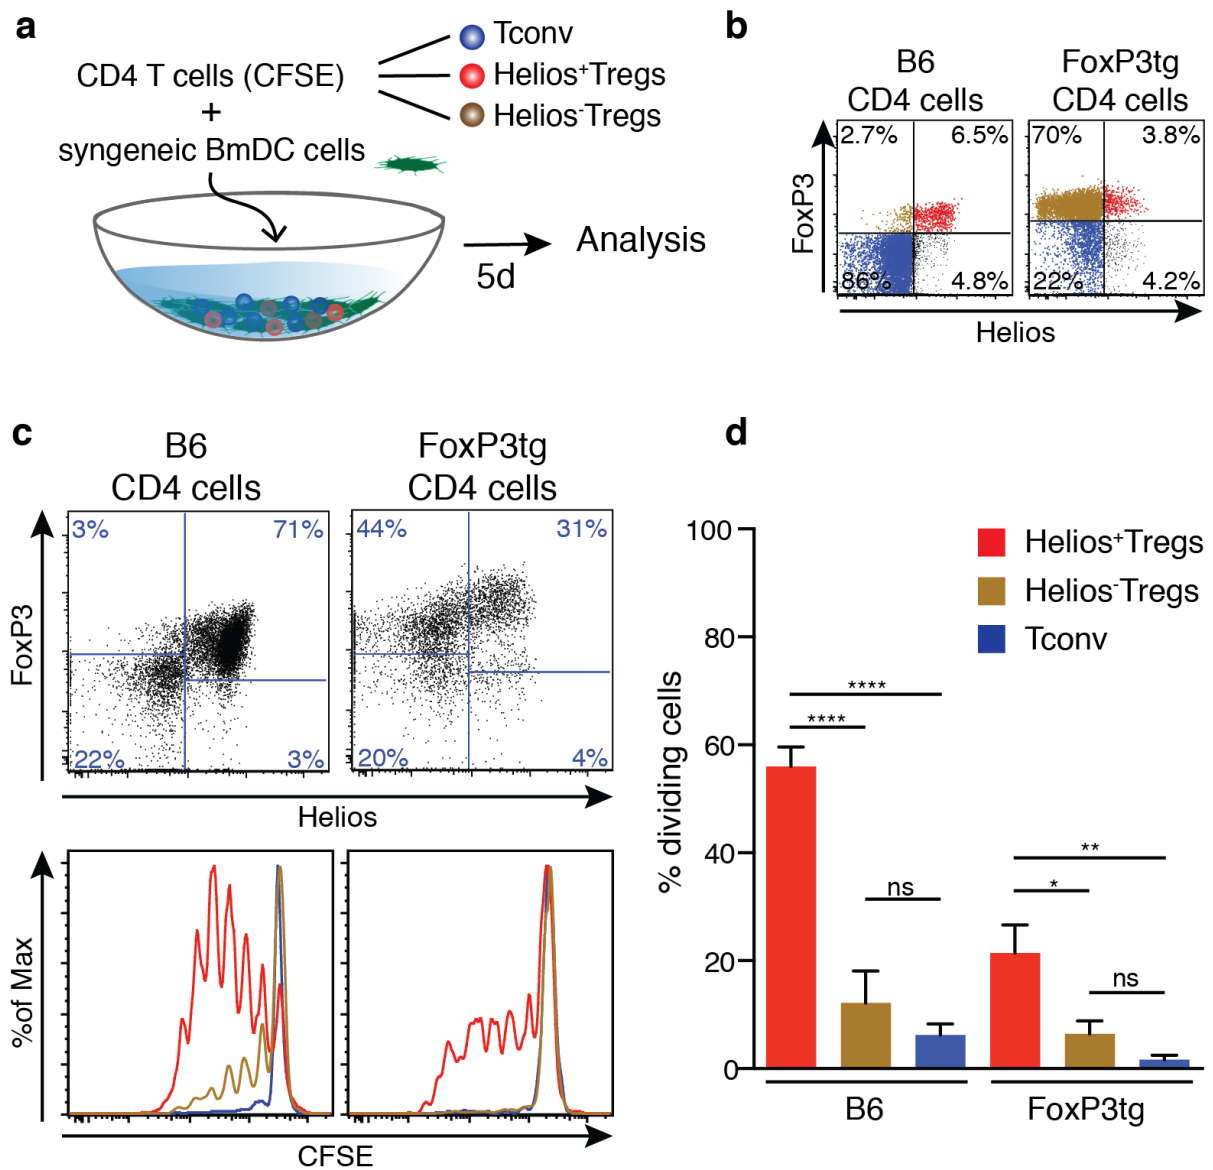 a
CD4 T cells (CFSE)
+
syngeneic BmDC cells
Tconv
Helios⁺Tregs
Helios⁻Tregs
5d
Analysis
b
B6
CD4 cells
FoxP3tg
CD4 cells
2.7%
6.5%
86%
4.8%
70%
3.8%
22%
4.2%
FoxP3
Helios
c
B6
CD4 cells
FoxP3tg
CD4 cells
3%
71%
22%
3%
44%
31%
20%
4%
FoxP3
Helios
%of Max
CFSE
d
% dividing cells
100
80
60
40
20
0
Helios⁺Tregs
Helios⁻Tregs
Tconv
****
****
ns
**
*
ns
B6
FoxP3tg